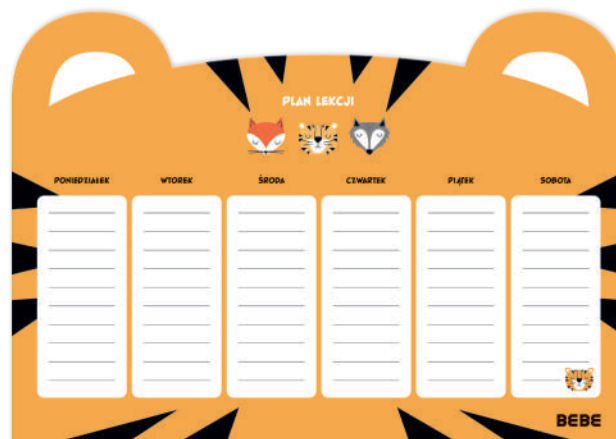 PLAN LEKCJI
PONIEDZIAŁEK WTOREK ŚRODA CZWARTEK PIĄTEK SOBOTA
BEBE